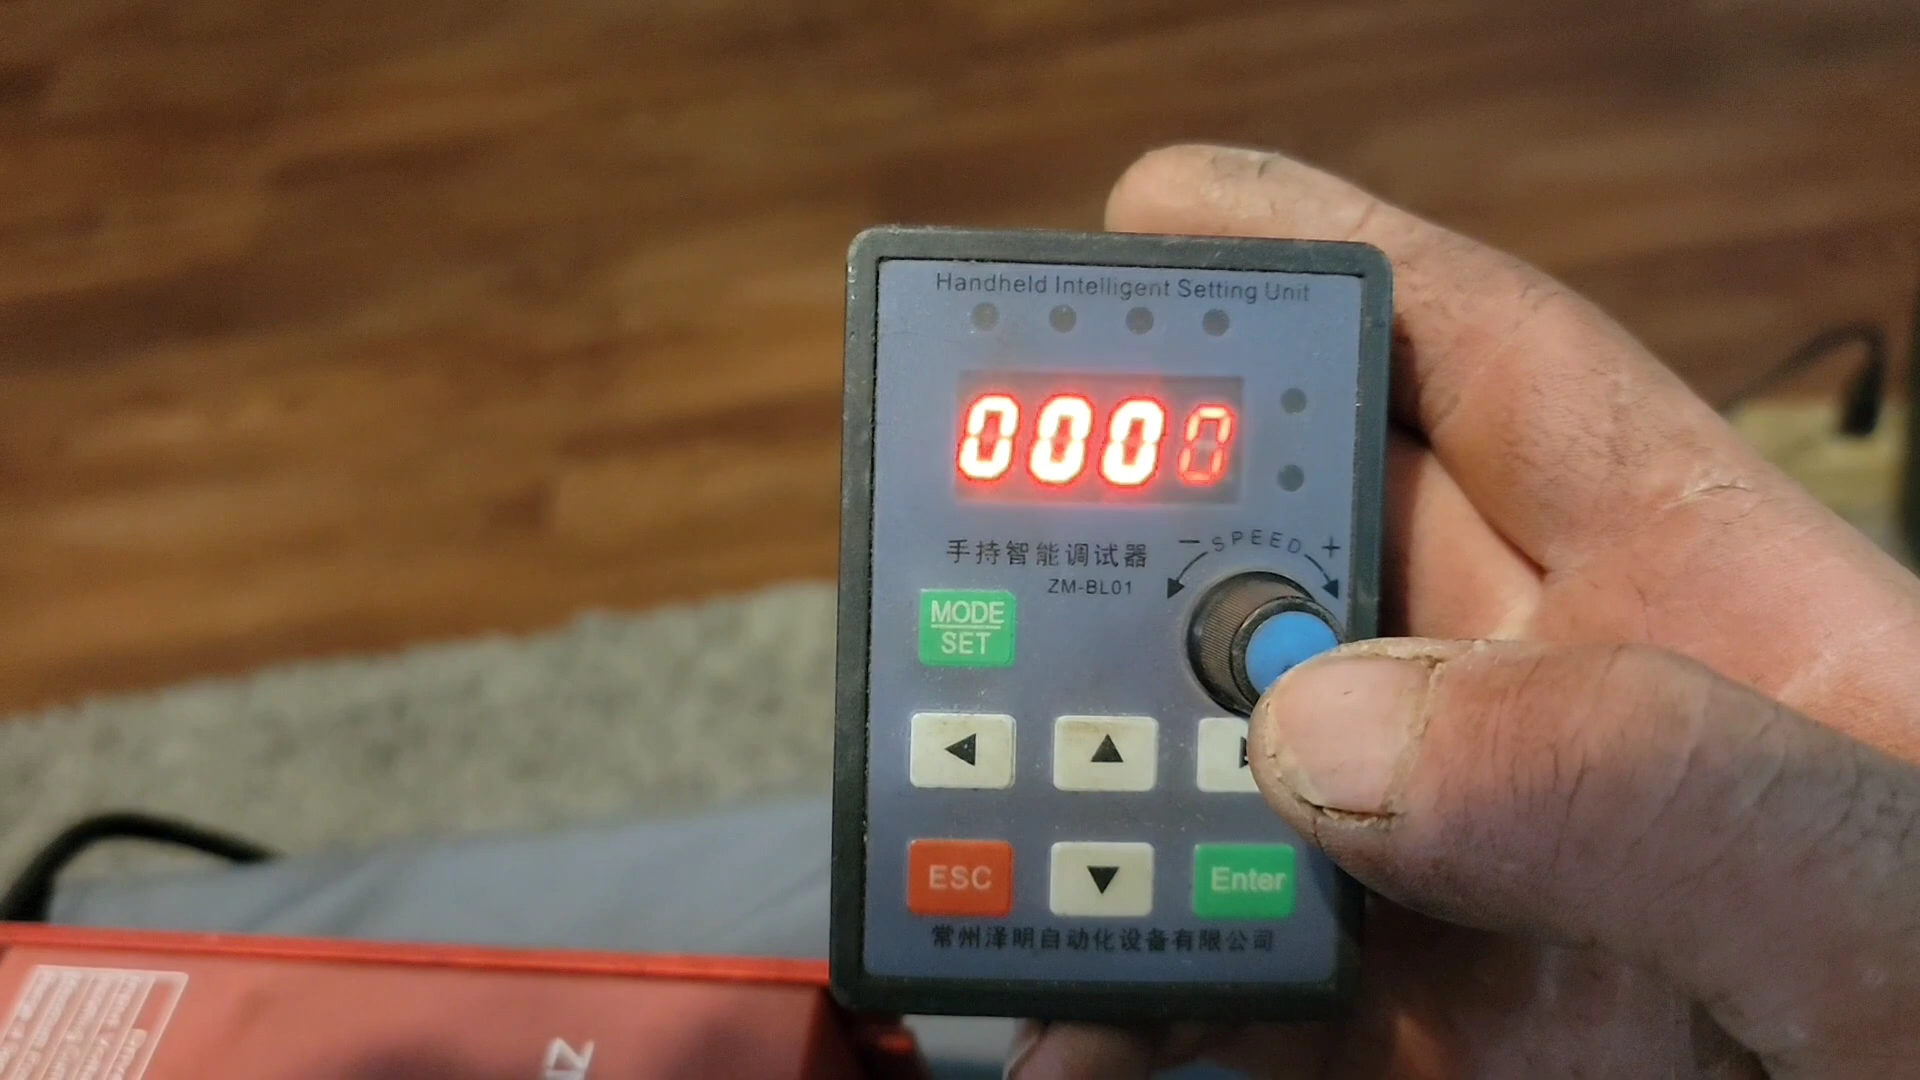 Handheld Intelligent Setting Unit
0000
手持智能调试器
ZM-BL01
− SPEED +
MODE
SET
ESC
Enter
常州泽明自动化设备有限公司